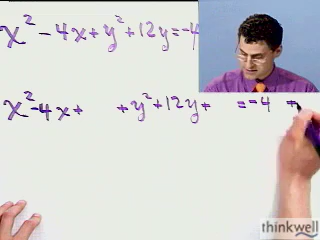 x² - 4x + y² + 12y = -4
x² - 4x +   + y² + 12y +   = -4 +
thinkwell